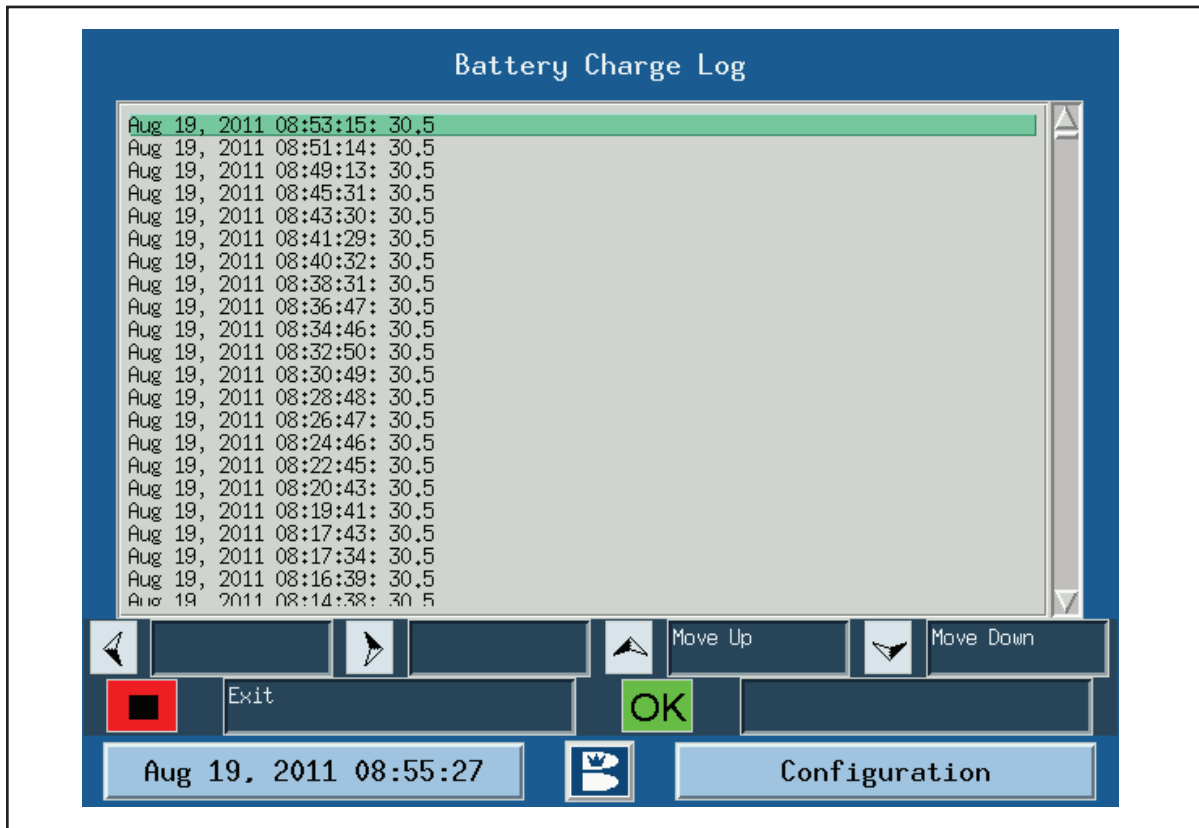 Battery Charge Log
Aug 19, 2011 08:53:15: 30.5
Aug 19, 2011 08:51:14: 30.5
Aug 19, 2011 08:49:13: 30.5
Aug 19, 2011 08:45:31: 30.5
Aug 19, 2011 08:43:30: 30.5
Aug 19, 2011 08:41:29: 30.5
Aug 19, 2011 08:40:32: 30.5
Aug 19, 2011 08:38:31: 30.5
Aug 19, 2011 08:36:47: 30.5
Aug 19, 2011 08:34:46: 30.5
Aug 19, 2011 08:32:50: 30.5
Aug 19, 2011 08:30:49: 30.5
Aug 19, 2011 08:28:48: 30.5
Aug 19, 2011 08:26:47: 30.5
Aug 19, 2011 08:24:46: 30.5
Aug 19, 2011 08:22:45: 30.5
Aug 19, 2011 08:20:43: 30.5
Aug 19, 2011 08:19:41: 30.5
Aug 19, 2011 08:17:43: 30.5
Aug 19, 2011 08:17:34: 30.5
Aug 19, 2011 08:16:39: 30.5
Aug 19, 2011 08:14:38: 30.5
Move Up
Move Down
Exit
OK
Aug 19, 2011 08:55:27
Configuration